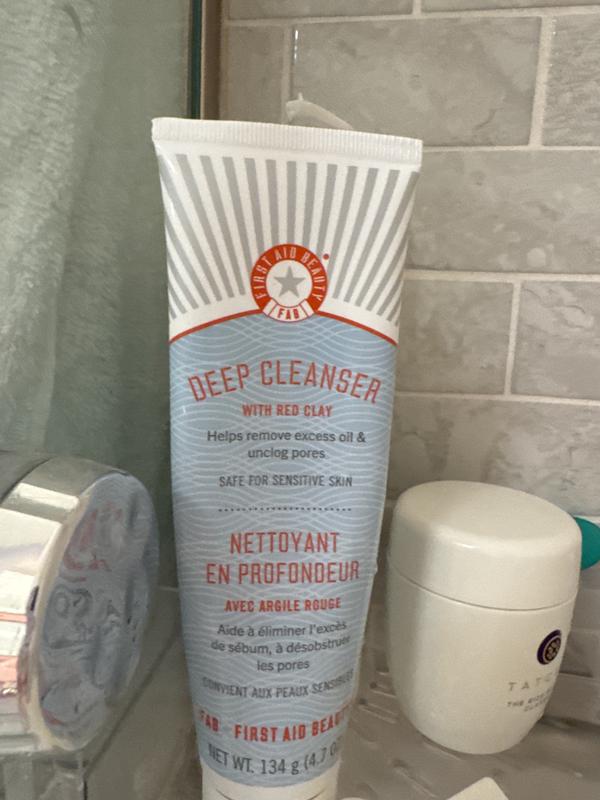 FIRST AID BEAUTY
FAB
DEEP CLEANSER
WITH RED CLAY
Helps remove excess oil &
unclog pores
SAFE FOR SENSITIVE SKIN
NETTOYANT
EN PROFONDEUR
AVEC ARGILE ROUGE
Aide à éliminer l'excès
de sébum, à désobstruer
les pores
CONVIENT AUX PEAUX SENSIBLES
FAB FIRST AID BEAUTY
NET WT. 134 g (4.7
THE